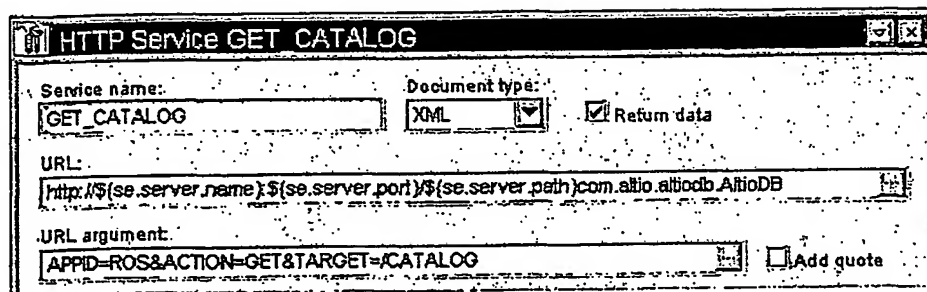 HTTP Service GET_CATALOG
Service name:
Document type:
GET_CATALOG
XML
Return data
URL:
http://${se.server.name}:${se.server.port}/${se.server.path}com.altio.altiodb.AltioDB
URL argument:
APPID=ROS&ACTION=GET&TARGET=/CATALOG
Add quote